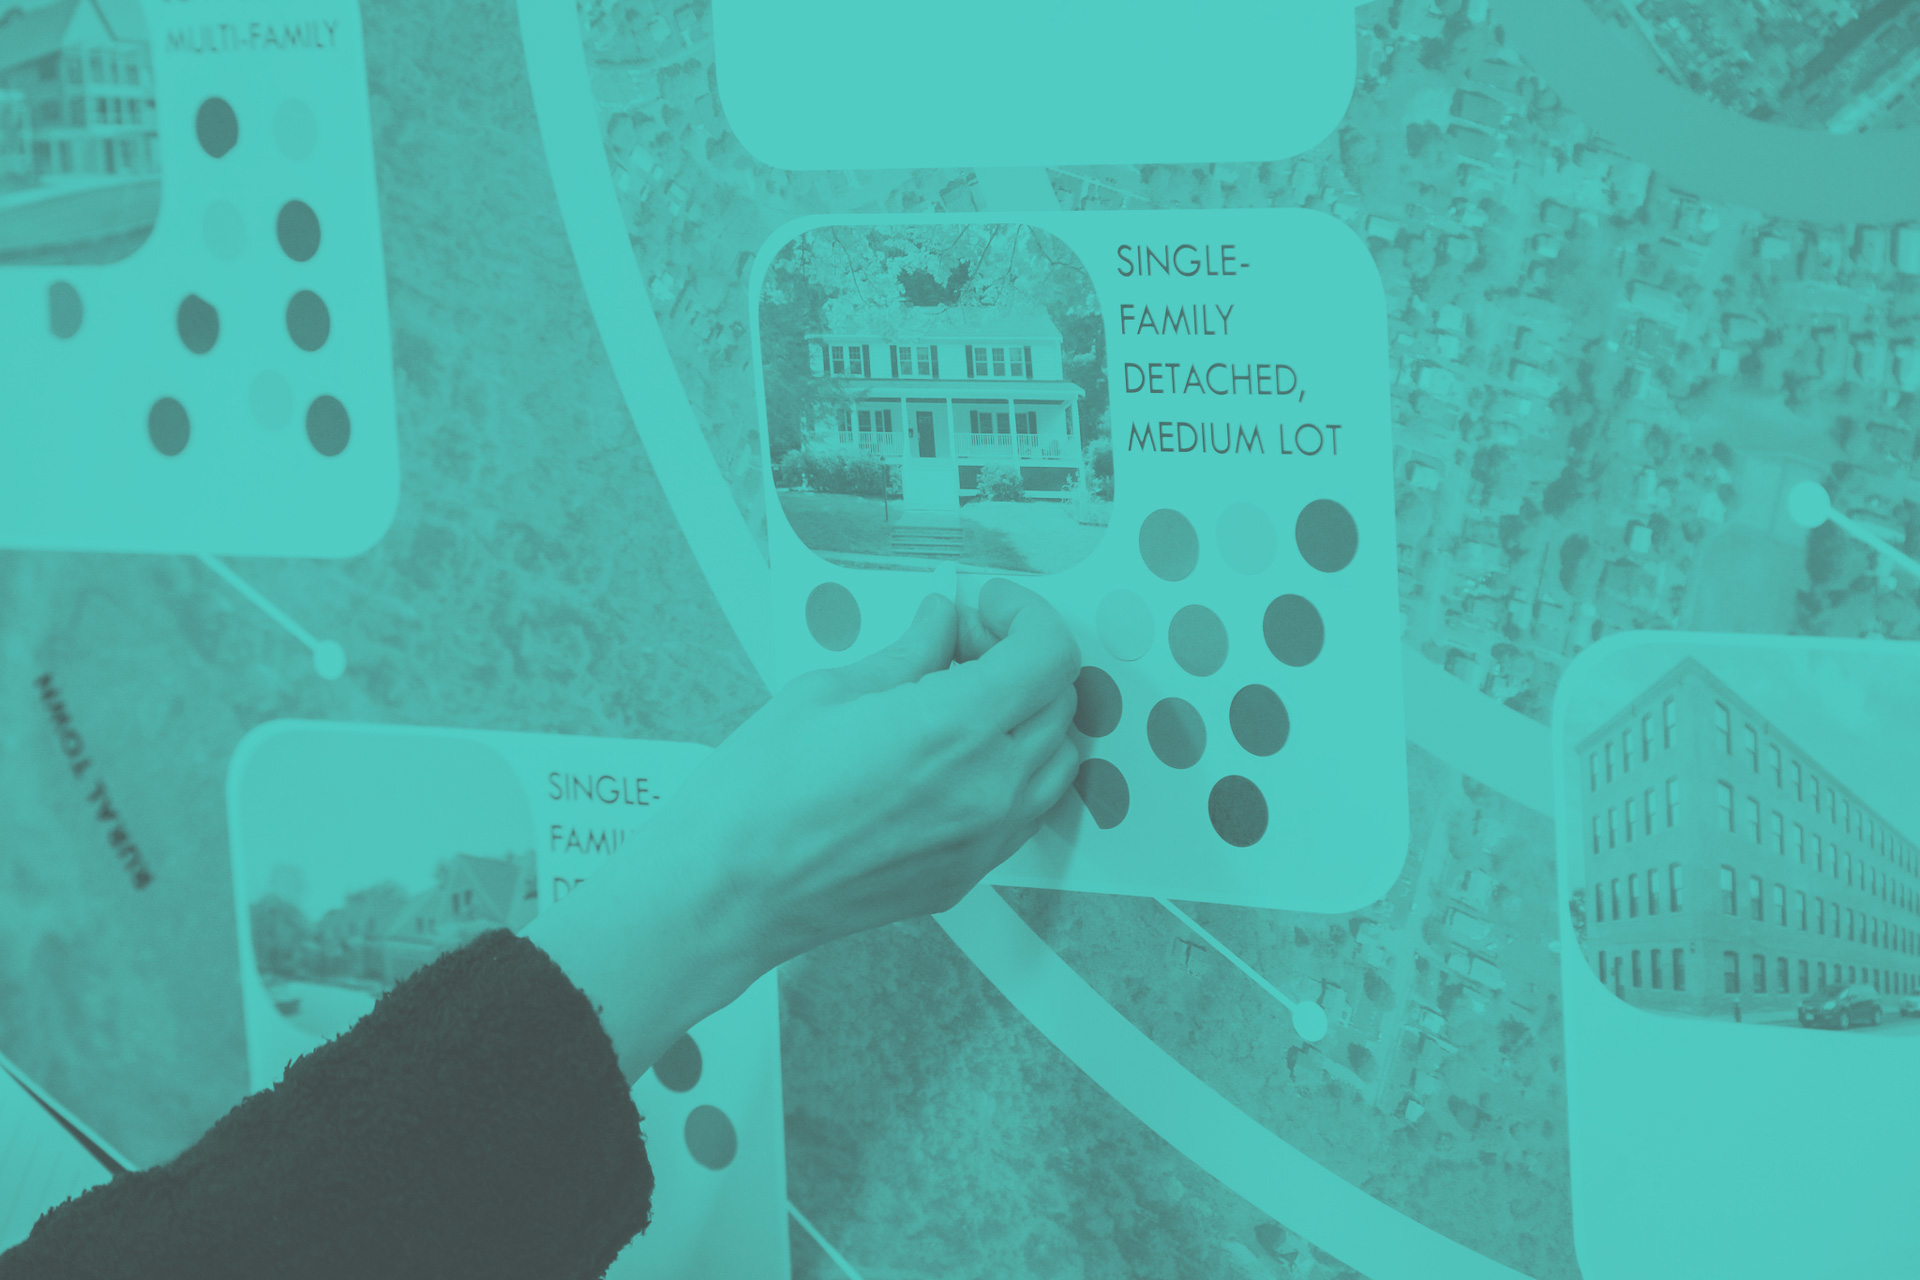 MULTI-FAMILY
SINGLE-
FAMILY
DETACHED,
MEDIUM LOT
RURAL TOWN
SINGLE-